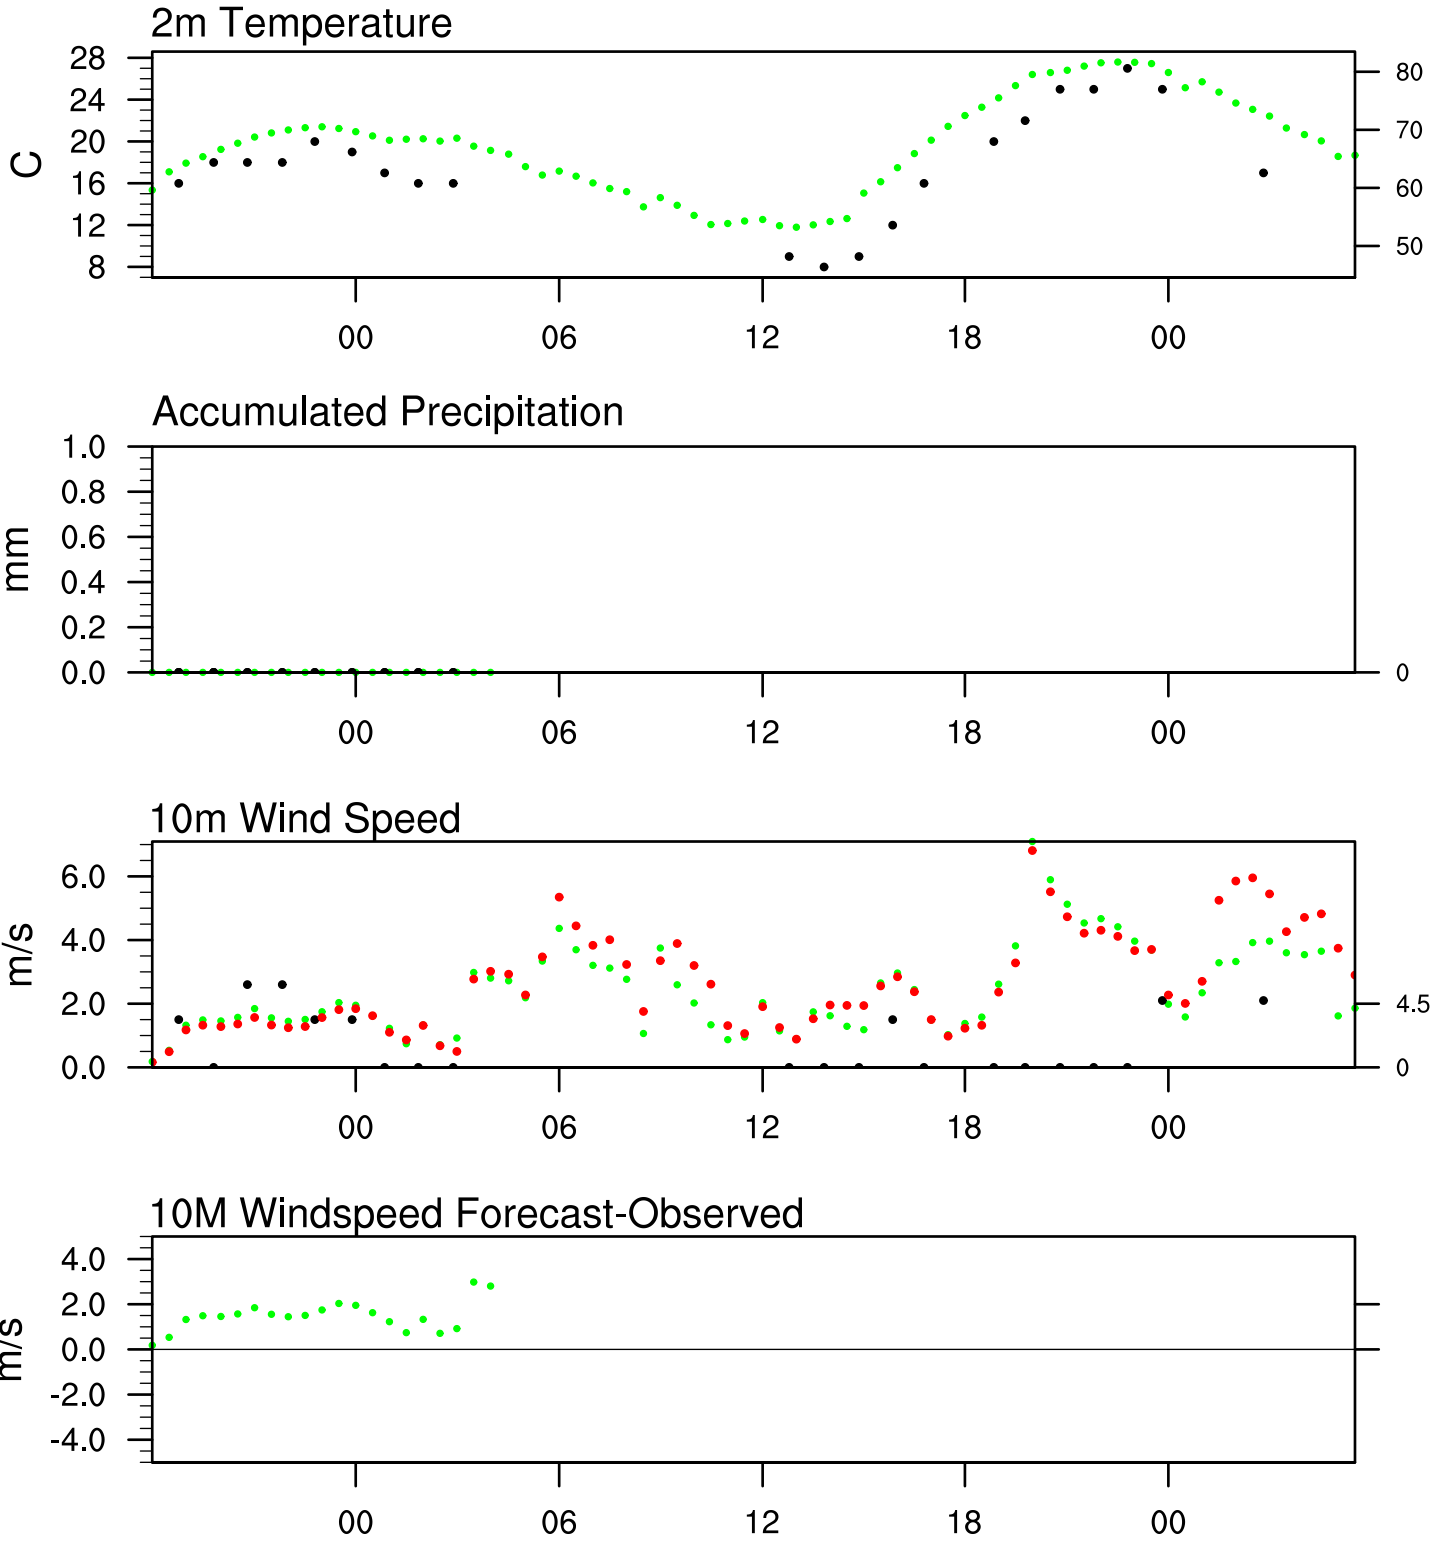 2m Temperature
28
24
20
16
12
8
C
80
70
60
50
00 06 12 18 00
Accumulated Precipitation
1.0
0.8
0.6
0.4
0.2
0.0
mm
0
00 06 12 18 00
10m Wind Speed
6.0
4.0
2.0
0.0
m/s
4.5
0
00 06 12 18 00
10M Windspeed Forecast-Observed
4.0
2.0
0.0
-2.0
-4.0
m/s
00 06 12 18 00